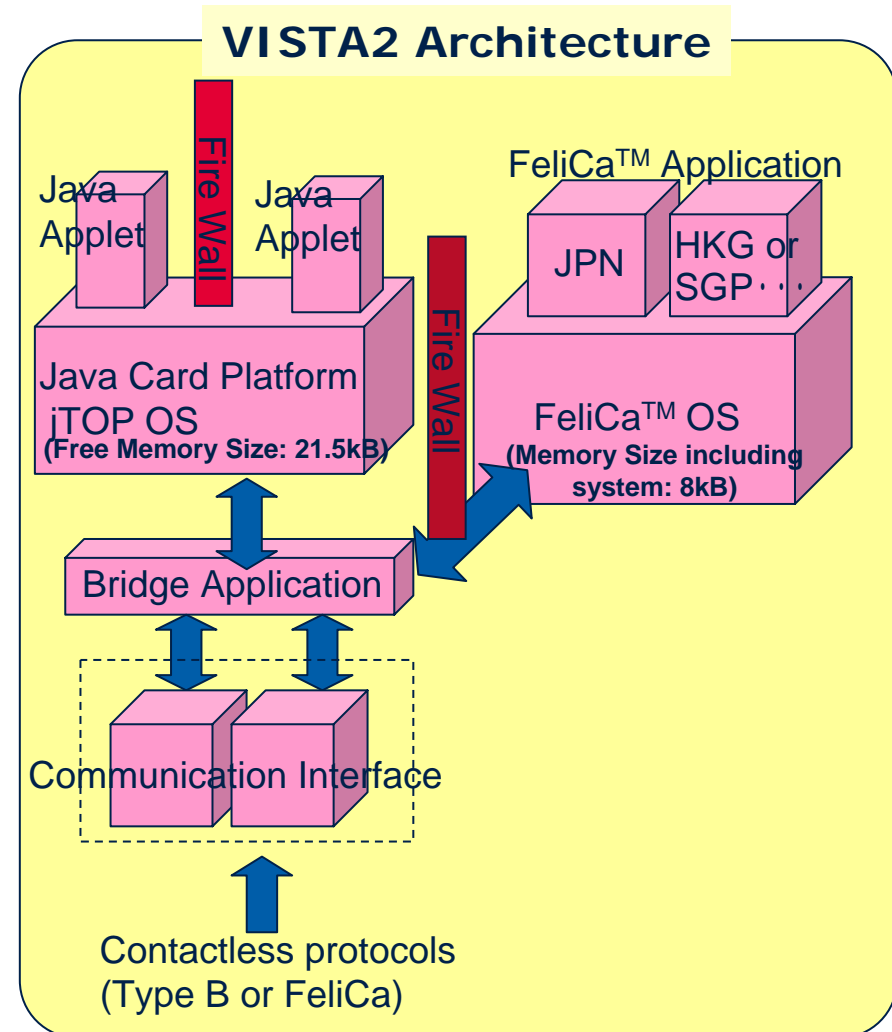 VISTA2 Architecture
Fire Wall
Java
Applet
Java
Applet
FeliCa™ Application
JPN
HKG or
SGP・・・
Fire Wall
Java Card Platform
jTOP OS
(Free Memory Size: 21.5kB)
FeliCa™ OS
(Memory Size including
system: 8kB)
Bridge Application
Communication Interface
Contactless protocols
(Type B or FeliCa)